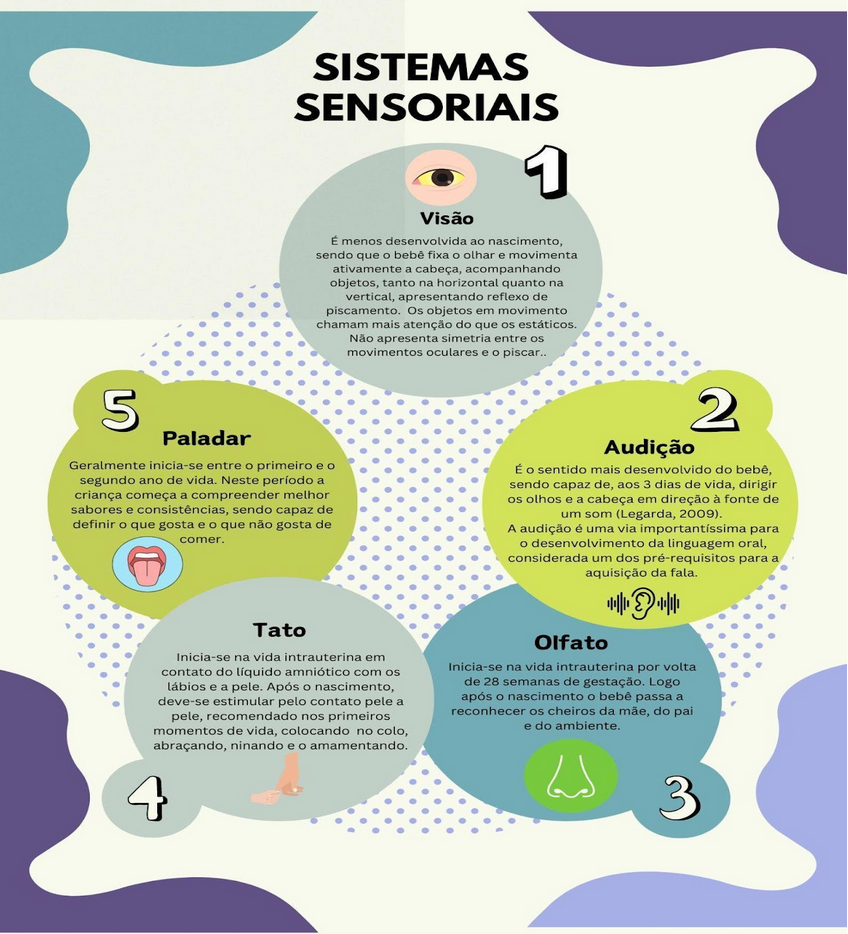 SISTEMAS
SENSORIAIS
1
Visão
É menos desenvolvida ao nascimento,
sendo que o bebê fixa o olhar e movimenta
ativamente a cabeça, acompanhando
objetos, tanto na horizontal quanto na
vertical, apresentando reflexo de
piscamento.  Os objetos em movimento
chamam mais atenção do que os estáticos.
Não apresenta simetria entre os
movimentos oculares e o piscar..
2
Audição
É o sentido mais desenvolvido do bebê,
sendo capaz de, aos 3 dias de vida, dirigir
os olhos e a cabeça em direção à fonte de
um som (Legarda, 2009).
A audição é uma via importantíssima para
o desenvolvimento da linguagem oral,
considerada um dos pré-requisitos para a
aquisição da fala.
Olfato
Inicia-se na vida intrauterina por volta
de 28 semanas de gestação. Logo
após o nascimento o bebê passa a
reconhecer os cheiros da mãe, do pai
e do ambiente.
3
Tato
Inicia-se na vida intrauterina em
contato do líquido amniótico com os
lábios e a pele. Após o nascimento,
deve-se estimular pelo contato pele a
pele, recomendado nos primeiros
momentos de vida, colocando  no colo,
abraçando, ninando e o amamentando.
4
5
Paladar
Geralmente inicia-se entre o primeiro e o
segundo ano de vida. Neste período a
criança começa a compreender melhor
sabores e consistências, sendo capaz de
definir o que gosta e o que não gosta de
comer.